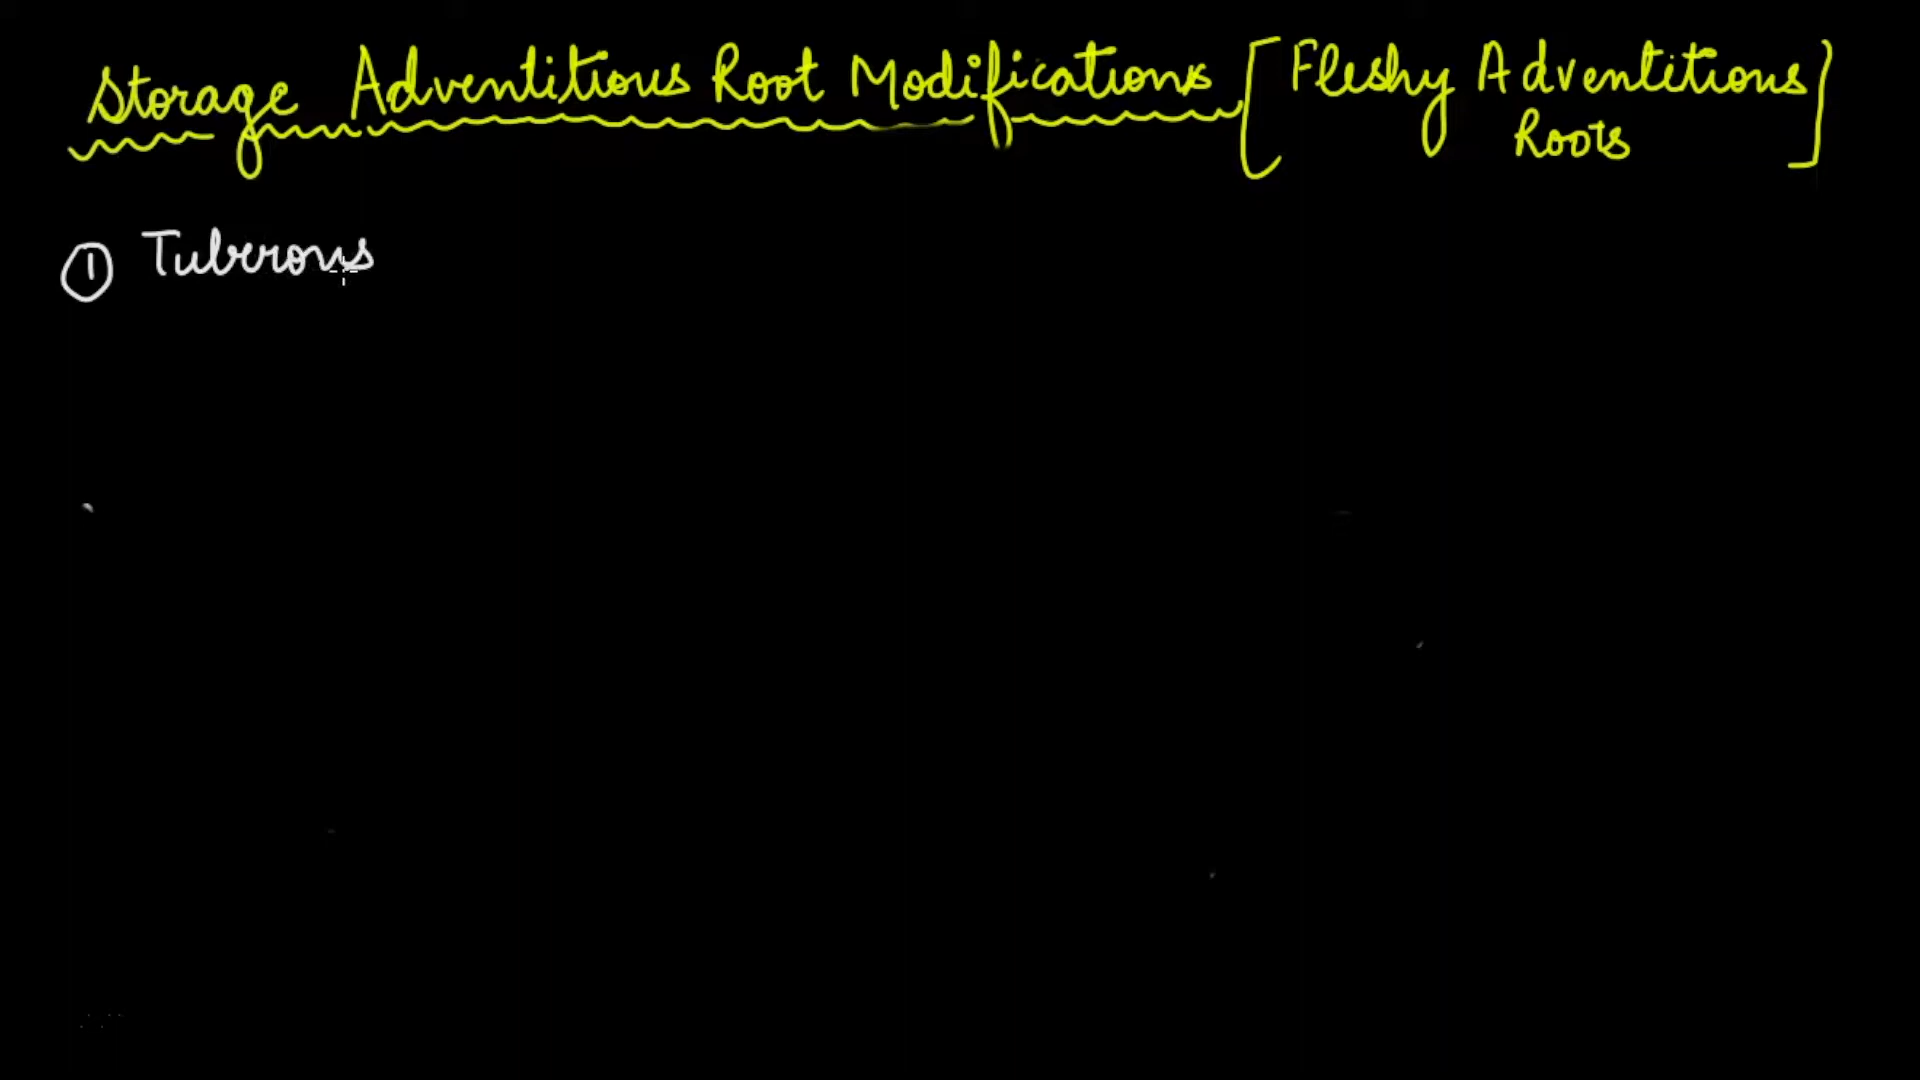 Storage Adventitious Root Modifications [Fleshy Adventitious
Roots]
① Tuberous